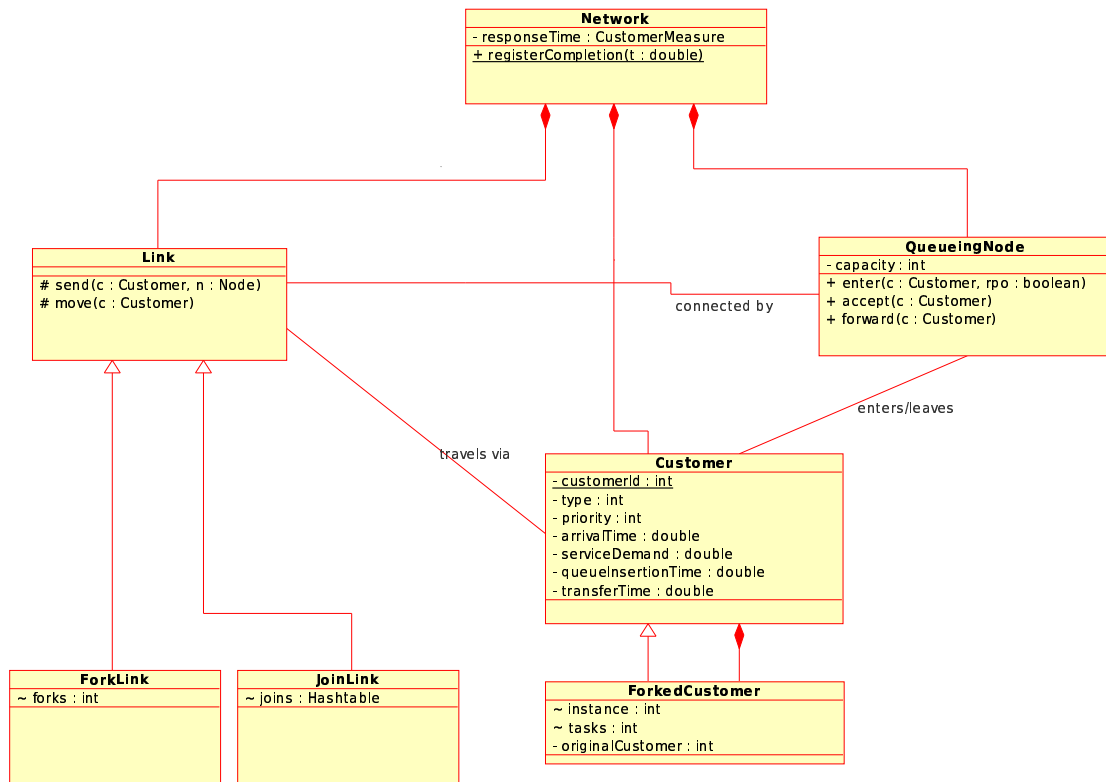 Network
- responseTime : CustomerMeasure
+ registerCompletion(t : double)
Link
# send(c : Customer, n : Node)
# move(c : Customer)
QueueingNode
- capacity : int
+ enter(c : Customer, rpo : boolean)
+ accept(c : Customer)
+ forward(c : Customer)
connected by
enters/leaves
travels via
Customer
- customerId : int
- type : int
- priority : int
- arrivalTime : double
- serviceDemand : double
- queueInsertionTime : double
- transferTime : double
ForkLink
~ forks : int
JoinLink
~ joins : Hashtable
ForkedCustomer
~ instance : int
~ tasks : int
- originalCustomer : int